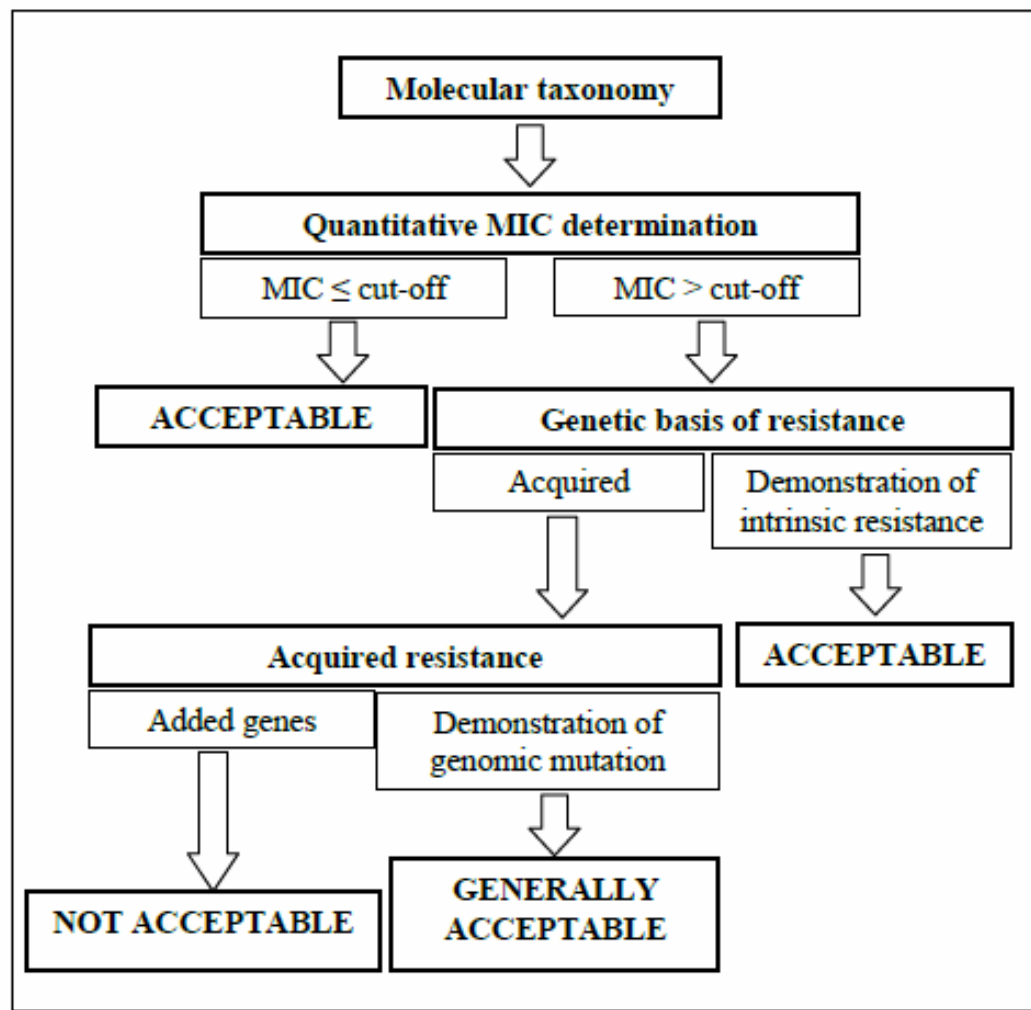 Molecular taxonomy
Quantitative MIC determination
MIC ≤ cut-off
MIC > cut-off
ACCEPTABLE
Genetic basis of resistance
Acquired
Demonstration of
intrinsic resistance
Acquired resistance
ACCEPTABLE
Added genes
Demonstration of
genomic mutation
NOT ACCEPTABLE
GENERALLY
ACCEPTABLE